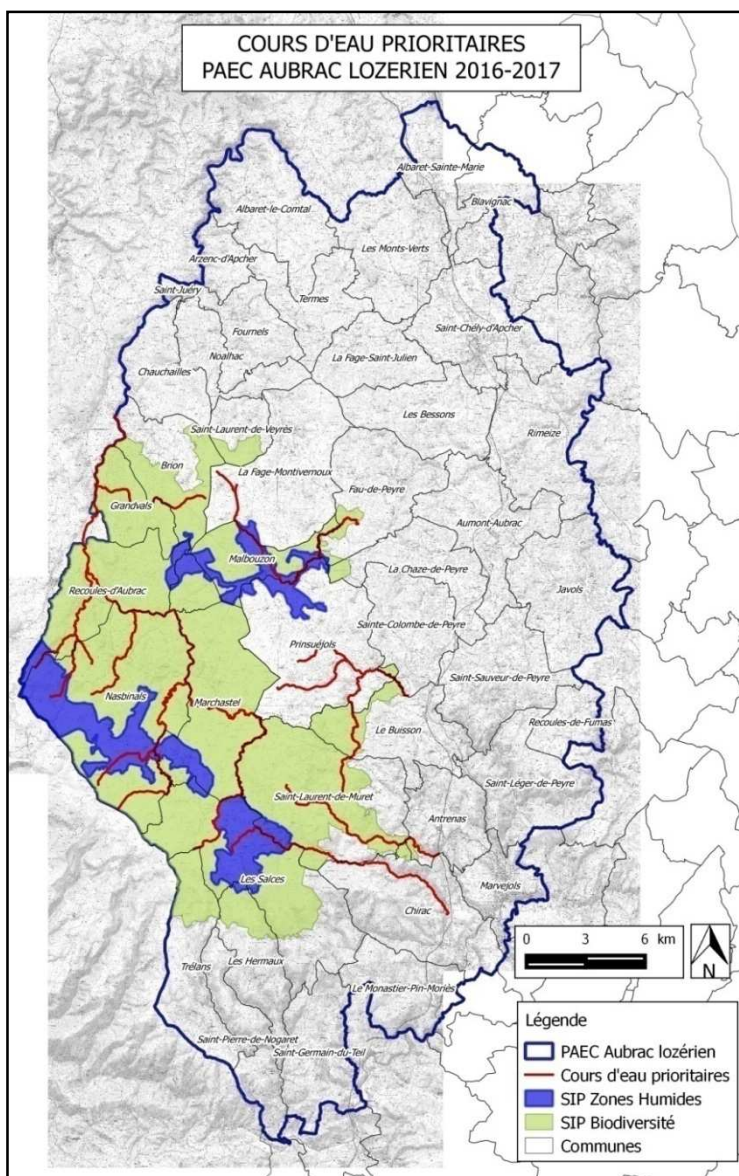 COURS D'EAU PRIORITAIRES
PAEC AUBRAC LOZERIEN 2016-2017
Albaret-Sainte-Marie
Blavignac
Albaret-le-Comtal
Les Monts-Verts
Arzenc-d'Apcher
Saint-Juéry
Termes
Fournels
Saint-Chély-d'Apcher
Noalhac
La Fage-Saint-Julien
Chauchailles
Les Bessons
Saint-Laurent-de-Veyrès
Rimeize
Brion
La Fage-Montivernoux
Fau-de-Peyre
Grandvals
Aumont-Aubrac
Malbouzon
La Chaze-de-Peyre
Recoules-d'Aubrac
Javols
Sainte-Colombe-de-Peyre
Prinsuéjols
Saint-Sauveur-de-Peyre
Nasbinals
Marchastel
Recoules-de-Fumas
Le Buisson
Saint-Léger-de-Peyre
Saint-Laurent-de-Muret
Antrenas
Les Salces
Marvejols
Chirac
Les Hermaux
Trélans
Le Monastier-Pin-Moriès
Saint-Pierre-de-Nogaret
Saint-Germain-du-Teil
0 3 6 km
N
Légende
PAEC Aubrac lozérien
Cours d'eau prioritaires
SIP Zones Humides
SIP Biodiversité
Communes